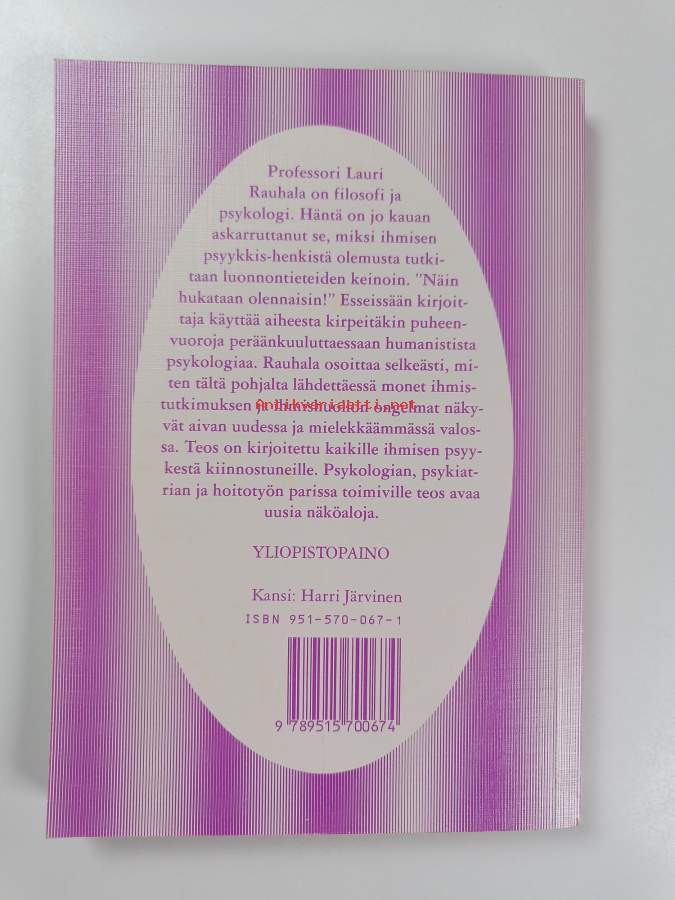 Professori Lauri
Rauhala on filosofi ja
psykologi. Häntä on jo kauan
askarruttanut se, miksi ihmisen
psyykkis-henkistä olemusta tutki-
taan luonnontieteiden keinoin. "Näin
hukataan olennaisin!" Esseissään kirjoit-
taja käyttää aiheesta kirpeitäkin puheen-
vuoroja peräänkuuluttaessaan humanistista
psykologiaa. Rauhala osoittaa selkeästi, mi-
ten tältä pohjalta lähdettäessä monet ihmis-
tutkimuksen ja ihmishuollon ongelmat näky-
Antikvariaatti.net
vät aivan uudessa ja mielekkäämmässä valos-
sa. Teos on kirjoitettu kaikille ihmisen psyy-
kestä kiinnostuneille. Psykologian, psykiat-
rian ja hoitotyön parissa toimiville teos avaa
uusia näköaloja.
YLIOPISTOPAINO
Kansi: Harri Järvinen
ISBN 951-570-067-1
9 789515 700674